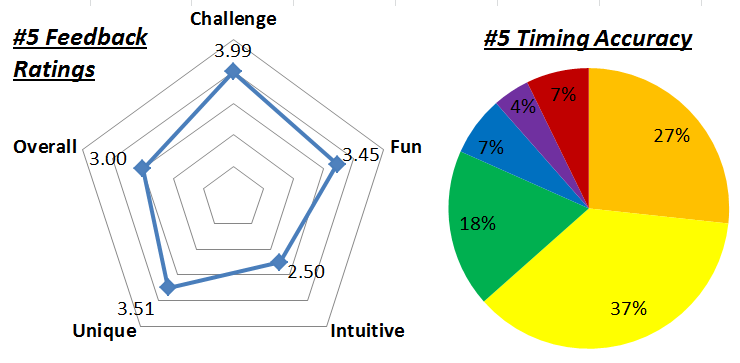 #5 Feedback
Ratings
Challenge
3.99
Overall
3.00
3.45
Fun
2.50
3.51
Unique
Intuitive
#5 Timing Accuracy
7%
4%
27%
7%
18%
37%